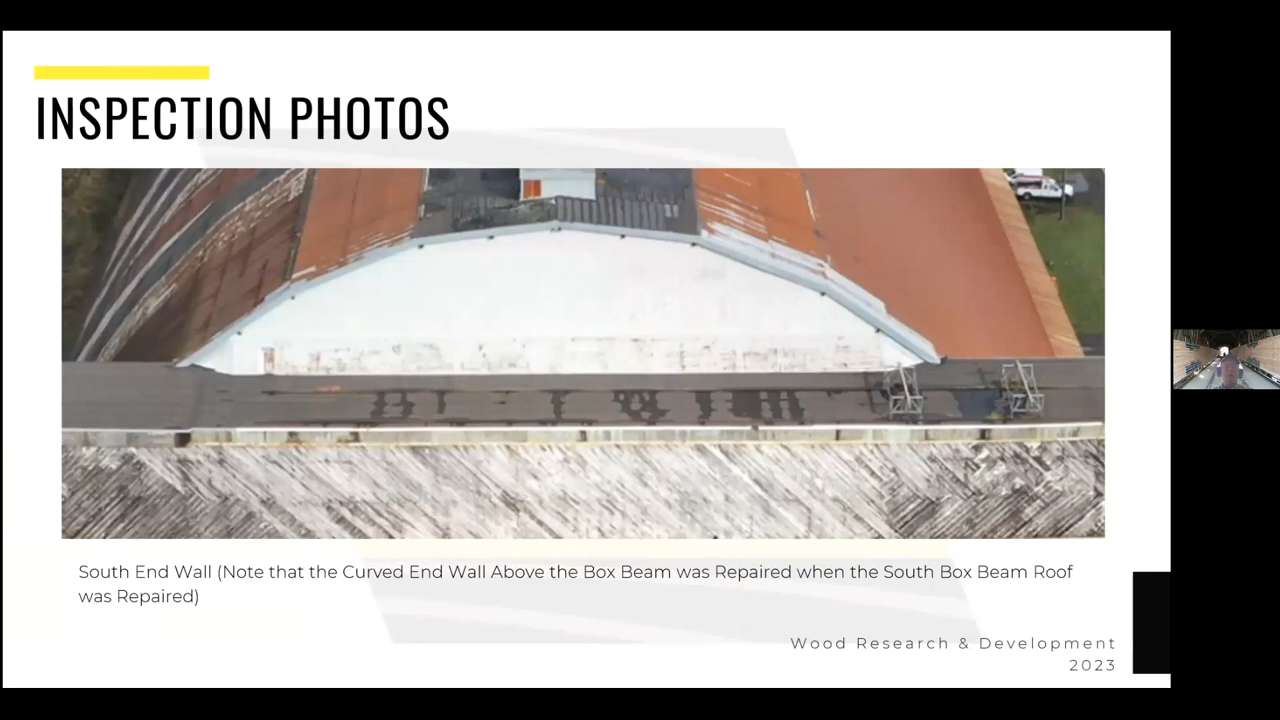 INSPECTION PHOTOS
South End Wall (Note that the Curved End Wall Above the Box Beam was Repaired when the South Box Beam Roof
was Repaired)
Wood Research & Development
2023